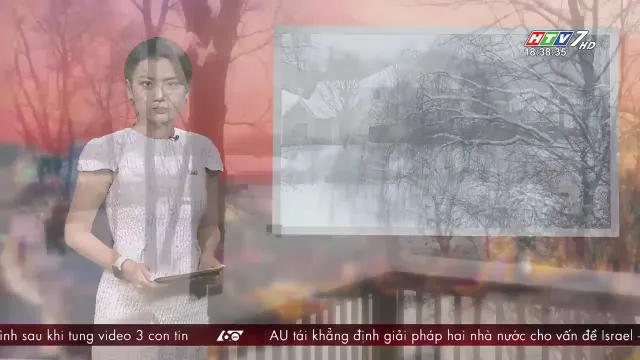 HTV7 HD
18:38:35
ình sau khi tung video 3 con tin 60 AU tái khẳng định giải pháp hai nhà nước cho vấn đề Israel -